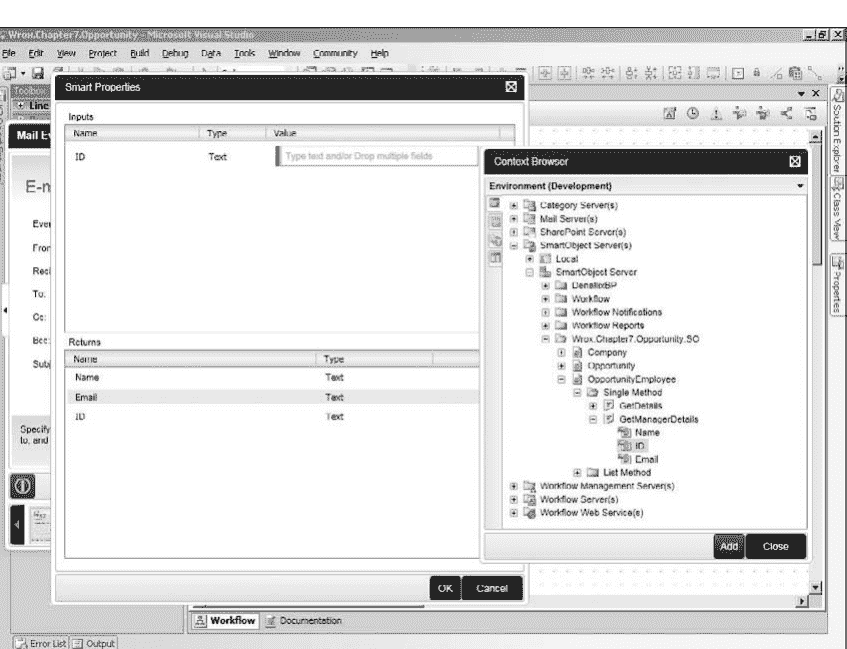 Wrox.Chapter7.Opportunity - Microsoft Visual Studio
File Edit View Project Build Debug Data Tools Window Community Help
Toolbox
Line
Smart Properties
Inputs
Name Type Value
ID Text Type text and/or Drop multiple fields
Returns
Name Type
Name Text
Email Text
ID Text
OK Cancel
Mail Ev
E-m
Even
From
Reci
To:
Cc:
Bcc:
Subj
Specify
to, and
Context Browser
Environment (Development)
Category Server(s)
Mail Server(s)
SharePoint Server(s)
SmartObject Server(s)
Local
SmartObject Server
DenallixBP
Workflow
Workflow Notifications
Workflow Reports
Wrox.Chapter7.Opportunity.SO
Company
Opportunity
OpportunityEmployee
Single Method
GetDetails
GetManagerDetails
Name
ID
Email
List Method
Workflow Management Server(s)
Workflow Server(s)
Workflow Web Service(s)
Add Close
Solution Explorer
Class View
Properties
Workflow Documentation
Error List Output